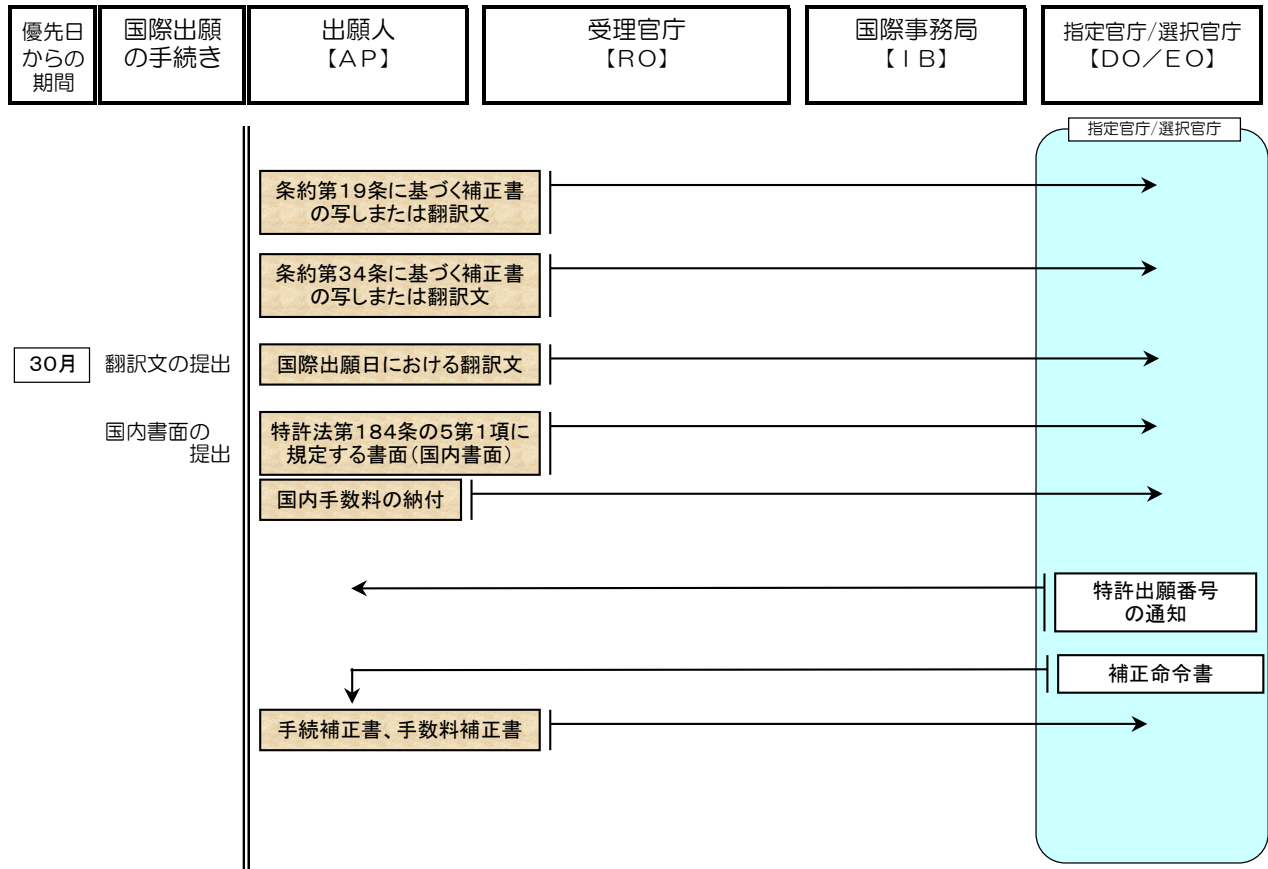 優先日
からの
期間
国際出願
の手続き
出願人
【AP】
受理官庁
【RO】
国際事務局
【IB】
指定官庁/選択官庁
【DO／EO】
指定官庁/選択官庁
条約第19条に基づく補正書
の写しまたは翻訳文
条約第34条に基づく補正書
の写しまたは翻訳文
30月
翻訳文の提出
国際出願日における翻訳文
国内書面の
提出
特許法第184条の5第1項に
規定する書面(国内書面)
国内手数料の納付
特許出願番号
の通知
補正命令書
手続補正書、手数料補正書